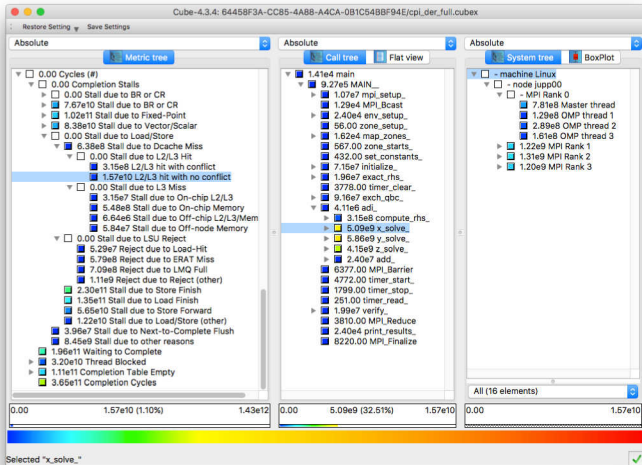 Cube-4.3.4: 64458F3A-CC85-4A88-A4CA-0B1C54BBF94E/cpi_der_full.cubex
Restore Setting Save Settings
Absolute
Metric tree
0.00 Cycles (#)
0.00 Completion Stalls
0.00 Stall due to BR or CR
7.67e10 Stall due to BR or CR
1.02e11 Stall due to Fixed-Point
8.38e10 Stall due to Vector/Scalar
0.00 Stall due to Load/Store
6.38e8 Stall due to Dcache Miss
0.00 Stall due to L2/L3 Hit
3.15e8 L2/L3 hit with conflict
1.57e10 L2/L3 hit with no conflict
0.00 Stall due to L3 Miss
3.15e7 Stall due to On-chip L2/L3
5.48e8 Stall due to On-chip Memory
6.64e6 Stall due to Off-chip L2/L3/Mem
5.84e7 Stall due to Off-node Memory
0.00 Stall due to LSU Reject
5.29e7 Reject due to Load-Hit
5.79e8 Reject due to ERAT Miss
7.09e8 Reject due to LMQ Full
1.11e9 Reject due to Reject (other)
2.30e11 Stall due to Store Finish
1.35e11 Stall due to Load Finish
5.65e10 Stall due to Store Forward
1.22e10 Stall due to Load/Store (other)
3.96e7 Stall due to Next-to-Complete Flush
8.45e9 Stall due to other reasons
1.96e11 Waiting to Complete
3.20e10 Thread Blocked
1.11e11 Completion Table Empty
3.65e11 Completion Cycles
0.00 1.57e10 (1.10%) 1.43e12
Absolute
Call tree Flat view
1.41e4 main
9.27e5 MAIN__
1.07e7 mpi_setup_
1.29e4 MPI_Bcast
2.40e4 env_setup_
56.00 zone_setup_
1.62e4 map_zones_
567.00 zone_starts_
432.00 set_constants_
7.15e7 initialize_
1.96e7 exact_rhs_
3778.00 timer_clear_
9.16e7 exch_qbc_
4.11e6 adi_
3.15e8 compute_rhs_
5.09e9 x_solve_
5.86e9 y_solve_
4.15e9 z_solve_
2.40e7 add_
6377.00 MPI_Barrier
4772.00 timer_start_
1799.00 timer_stop_
251.00 timer_read_
1.99e7 verify_
3810.00 MPI_Reduce
2.40e4 print_results_
8220.00 MPI_Finalize
0.00 5.09e9 (32.51%) 1.57e10
Absolute
System tree BoxPlot
- machine Linux
- node jupp00
- MPI Rank 0
7.81e8 Master thread
1.29e8 OMP thread 1
2.89e8 OMP thread 2
1.61e8 OMP thread 3
1.22e9 MPI Rank 1
1.31e9 MPI Rank 2
1.20e9 MPI Rank 3
All (16 elements)
0.00 1.57e10
Selected "x_solve_"